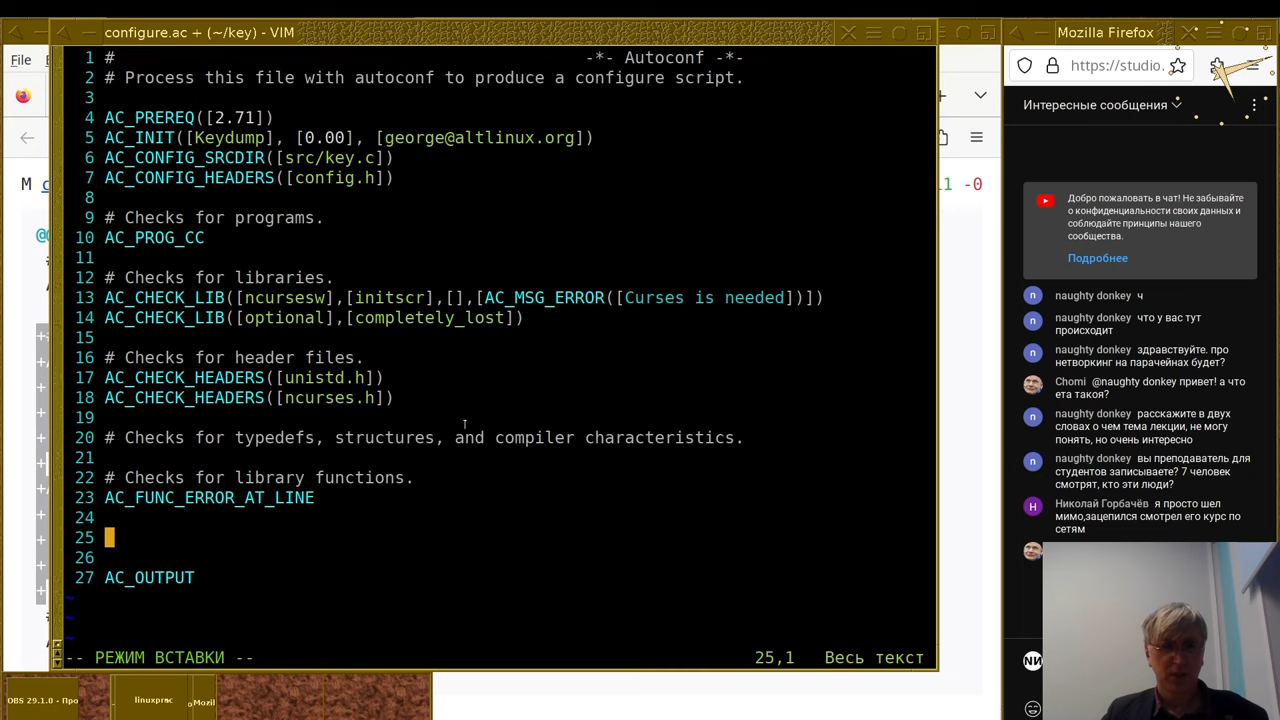 configure.ac + (~/key) - VIM
1 # -*- Autoconf -*-
2 # Process this file with autoconf to produce a configure script.
3
4 AC_PREREQ([2.71])
5 AC_INIT([Keydump], [0.00], [george@altlinux.org])
6 AC_CONFIG_SRCDIR([src/key.c])
7 AC_CONFIG_HEADERS([config.h])
8
9 # Checks for programs.
10 AC_PROG_CC
11
12 # Checks for libraries.
13 AC_CHECK_LIB([ncursesw],[initscr],[],[AC_MSG_ERROR([Curses is needed])])
14 AC_CHECK_LIB([optional],[completely_lost])
15
16 # Checks for header files.
17 AC_CHECK_HEADERS([unistd.h])
18 AC_CHECK_HEADERS([ncurses.h])
19
20 # Checks for typedefs, structures, and compiler characteristics.
21
22 # Checks for library functions.
23 AC_FUNC_ERROR_AT_LINE
24
25
26
27 AC_OUTPUT
~
~
~
-- РЕЖИМ ВСТАВКИ -- 25,1 Весь текст
File
M c
@@
11 -0
Mozilla Firefox
https://studio.
Интересные сообщения
Добро пожаловать в чат! Не забывайте
о конфиденциальности своих данных и
соблюдайте принципы нашего
сообщества.
Подробнее
naughty donkey ч
naughty donkey что у вас тут
происходит
naughty donkey здравствуйте. про
нетворкинг на парачейнах будет?
Chomi @naughty donkey привет! а что
ета такоя?
naughty donkey расскажите в двух
словах о чем тема лекции, не могу
понять, но очень интересно
naughty donkey вы преподаватель для
студентов записываете? 7 человек
смотрят, кто эти люди?
Николай Горбачёв я просто шел
мимо,зацепился смотрел его курс по
сетям
DBS 29.1.0 - Про
linuxprac
Mozil